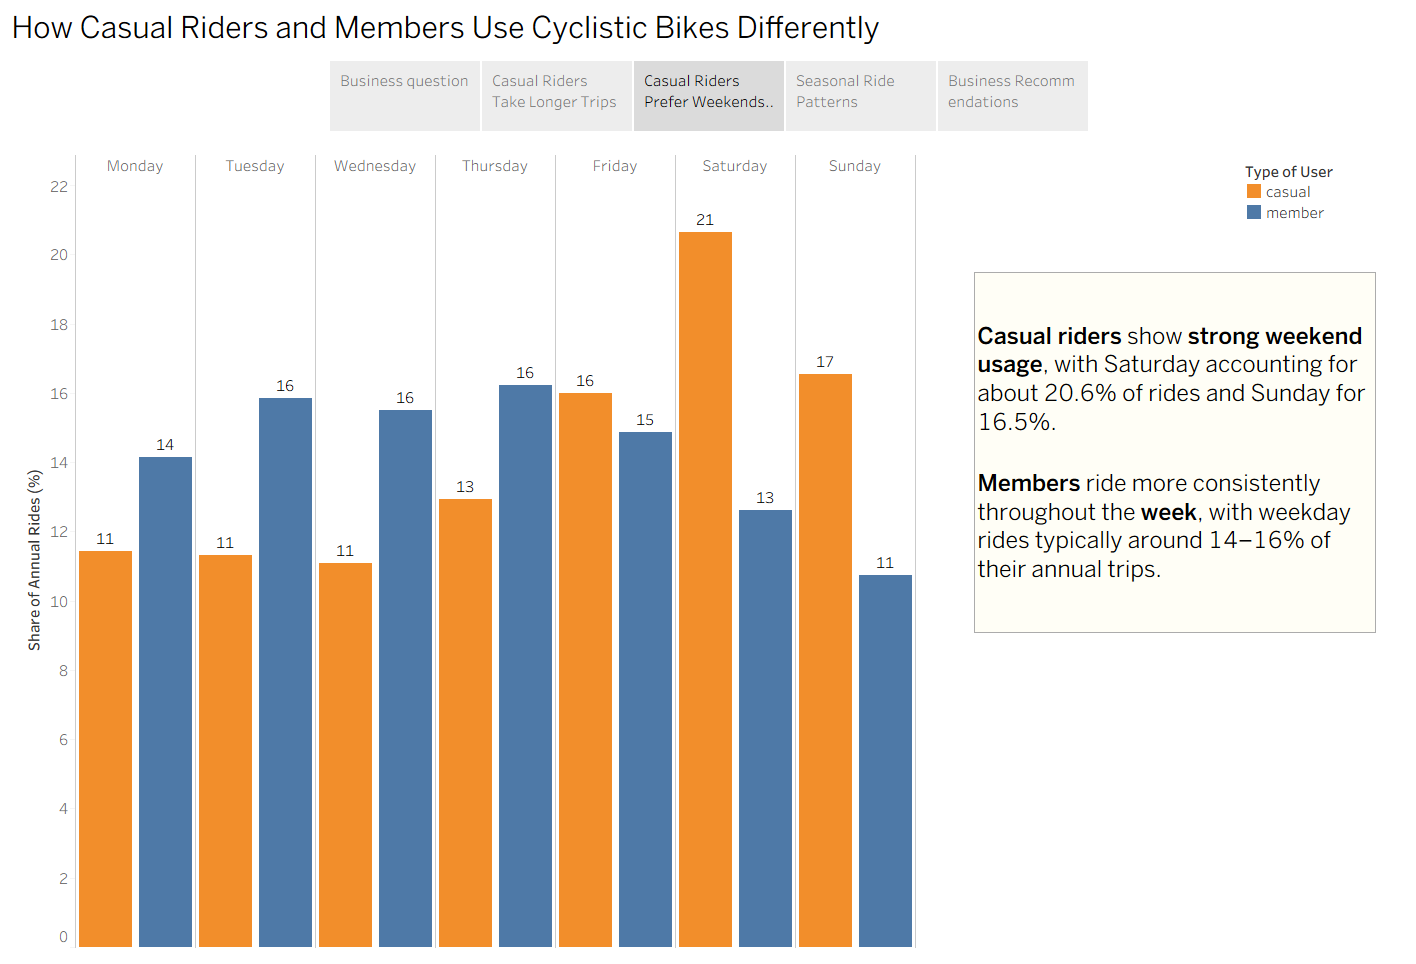 How Casual Riders and Members Use Cyclistic Bikes Differently
Business question
Casual Riders
Take Longer Trips
Casual Riders
Prefer Weekends..
Seasonal Ride
Patterns
Business Recomm
endations
Monday
Tuesday
Wednesday
Thursday
Friday
Saturday
Sunday
Type of User
casual
member
Share of Annual Rides (%)
22
20
18
16
14
12
10
8
6
4
2
0
11
14
11
16
11
16
13
16
16
15
21
13
17
11
Casual riders show strong weekend
usage, with Saturday accounting for
about 20.6% of rides and Sunday for
16.5%.
Members ride more consistently
throughout the week, with weekday
rides typically around 14–16% of
their annual trips.